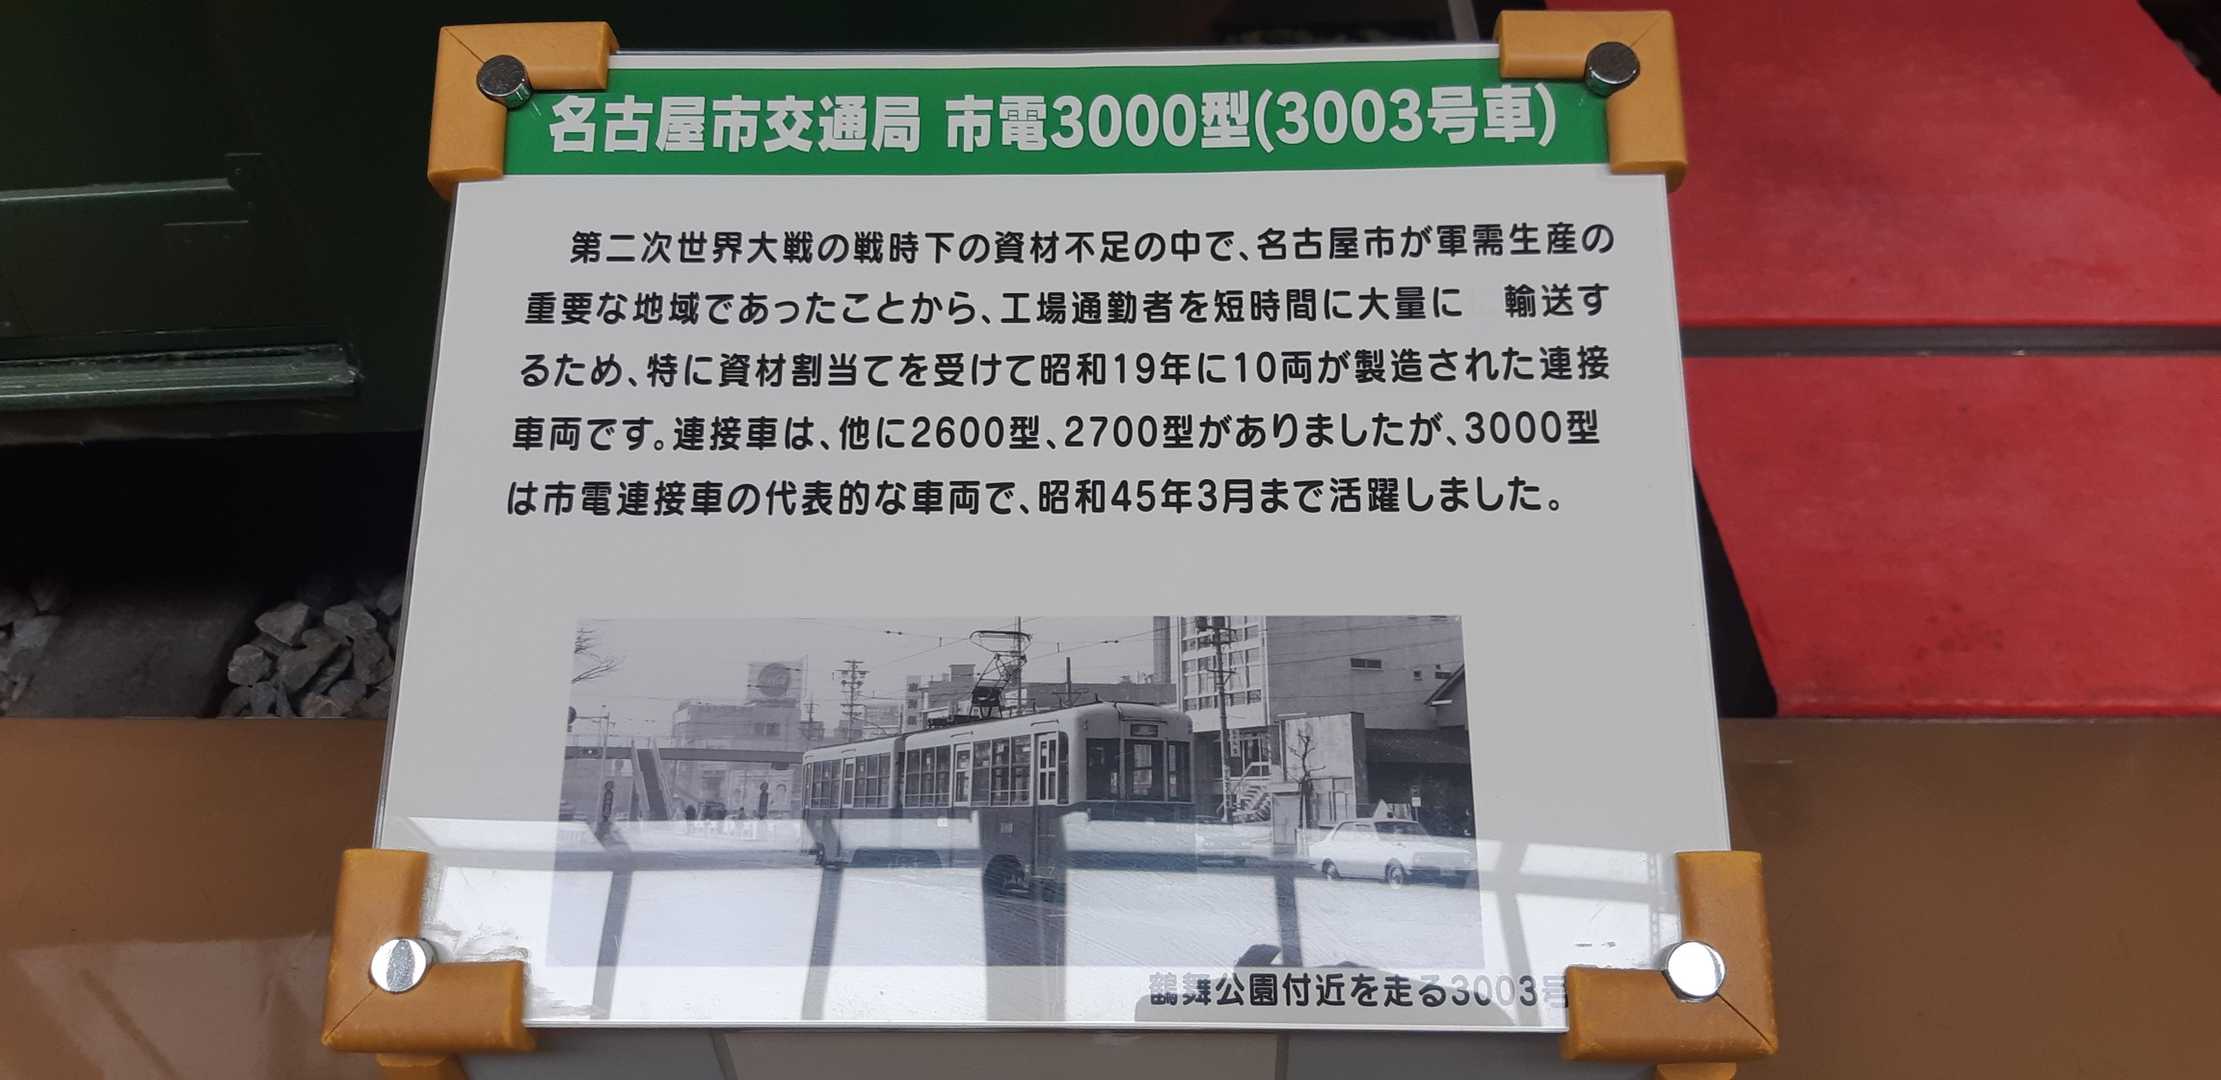 名古屋市交通局 市電3000型(3003号車)
第二次世界大戦の戦時下の資材不足の中で、名古屋市が軍需生産の
重要な地域であったことから、工場通勤者を短時間に大量に 輸送す
るため、特に資材割当てを受けて昭和19年に10両が製造された連接
車両です。連接車は、他に2600型、2700型がありましたが、3000型
は市電連接車の代表的な車両で、昭和45年3月まで活躍しました。
鶴舞公園付近を走る3003号